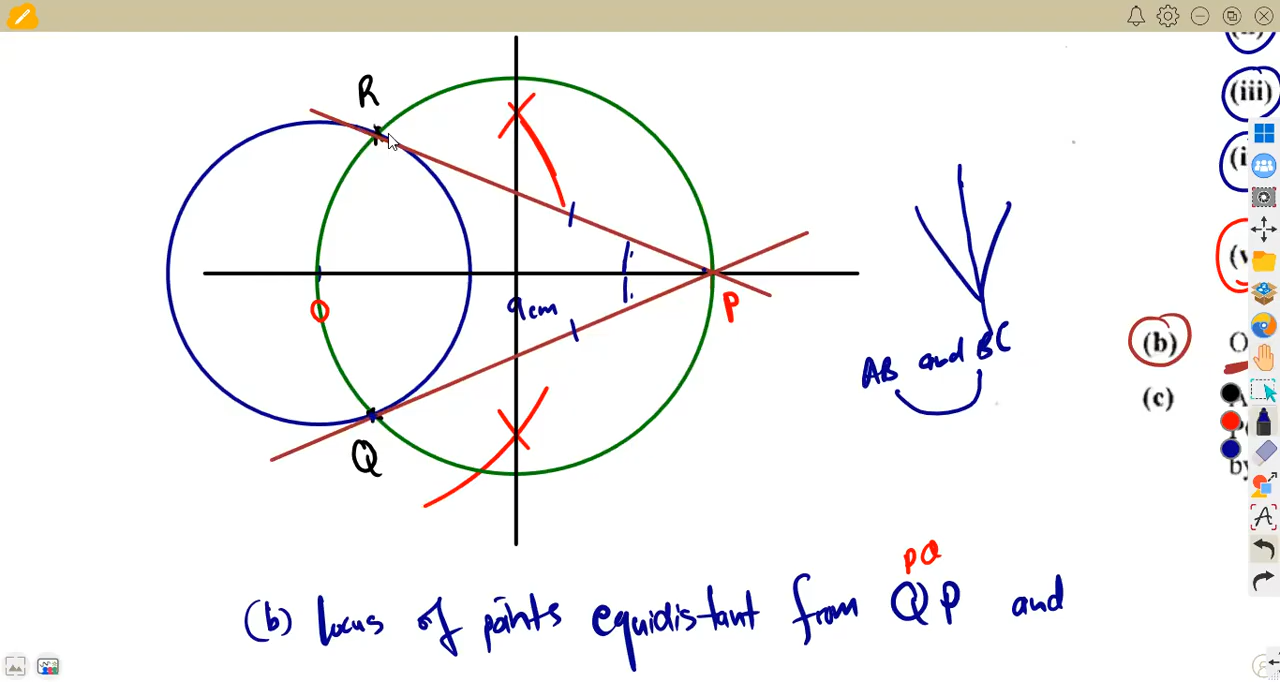 R
(iii)
O
9cm
P
AB and BC
(b)
(c)
Q
PQ
(b) locus of points equidistant from QP and